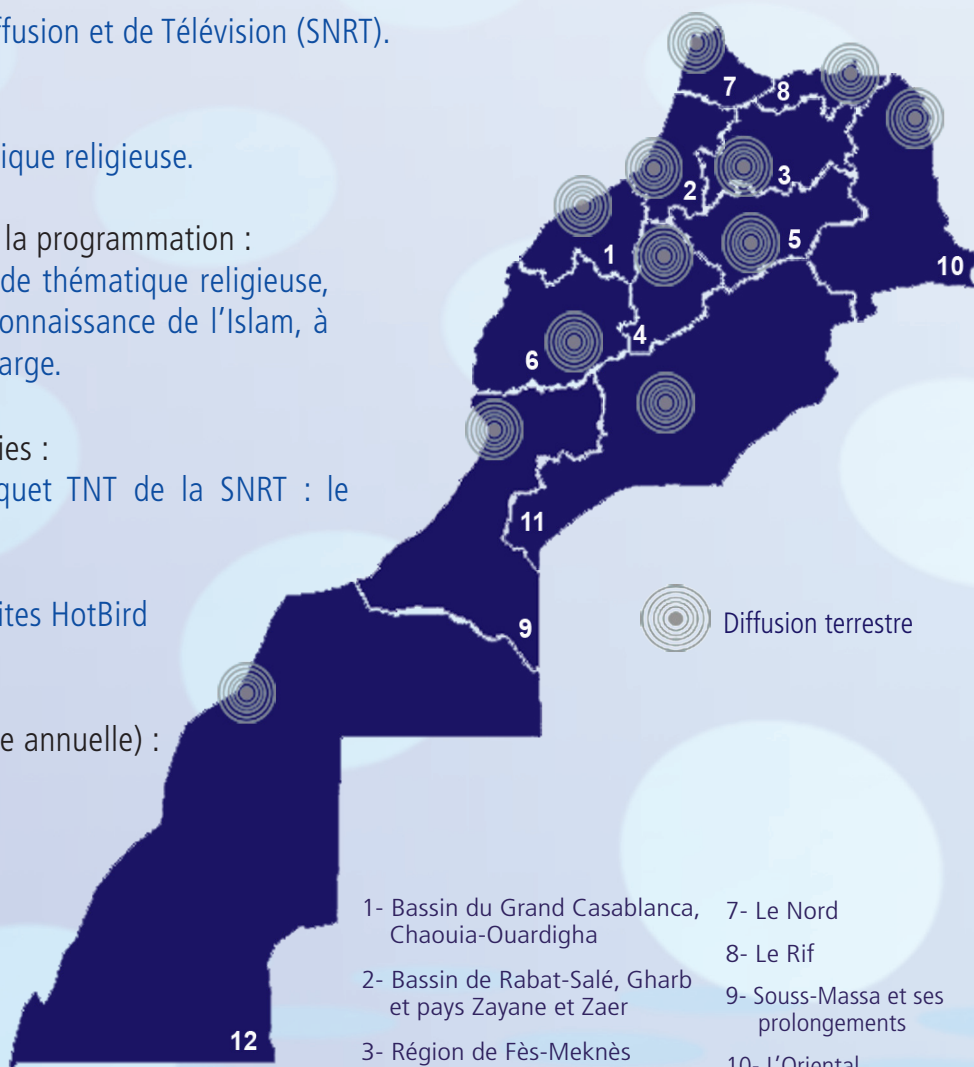 ffusion et de Télévision (SNRT).
ique religieuse.
la programmation :
de thématique religieuse,
onnaissance de l'Islam, à
arge.
ies :
quet TNT de la SNRT : le
ites HotBird
e annuelle) :
7
8
2
3
1
5
10
4
6
11
9
12
Diffusion terrestre
1- Bassin du Grand Casablanca,
Chaouia-Ouardigha
2- Bassin de Rabat-Salé, Gharb
et pays Zayane et Zaer
3- Région de Fès-Meknès
7- Le Nord
8- Le Rif
9- Souss-Massa et ses
prolongements
10- L'Oriental